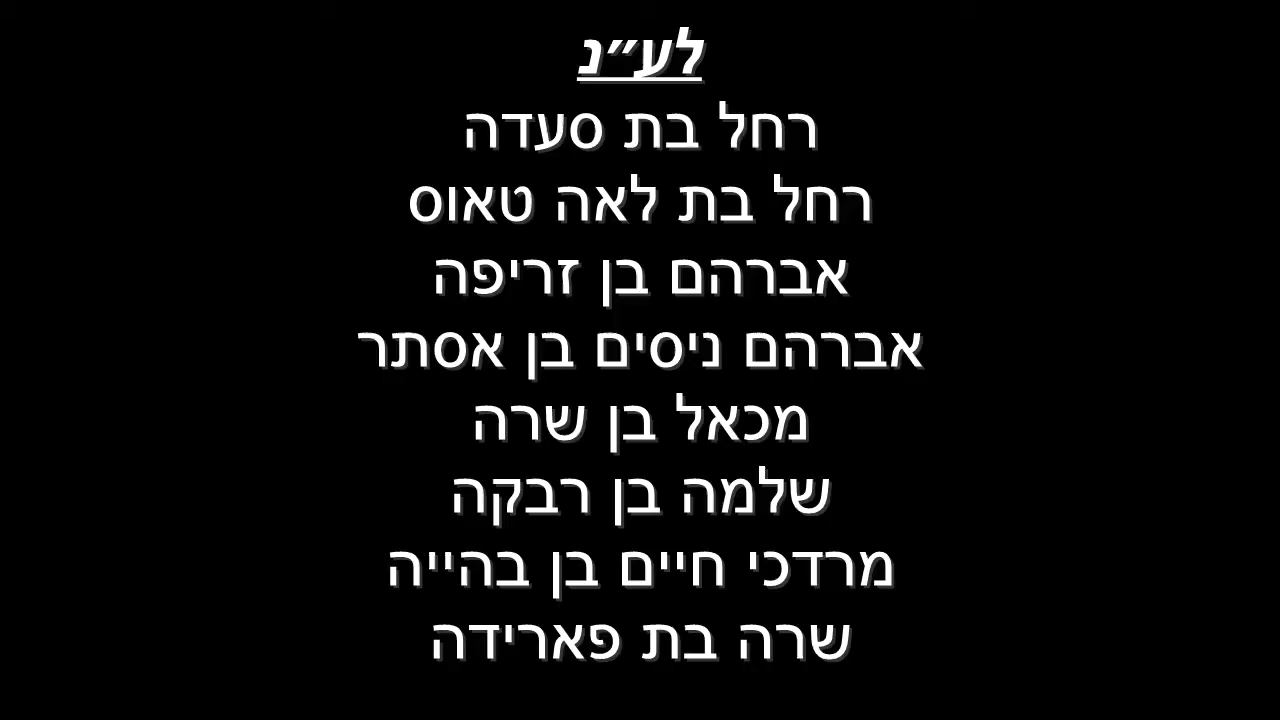 לע״נ
רחל בת סעדה
רחל בת לאה טאוס
אברהם בן זריפה
אברהם ניסים בן אסתר
מכאל בן שרה
שלמה בן רבקה
מרדכי חיים בן בהייה
שרה בת פארידה